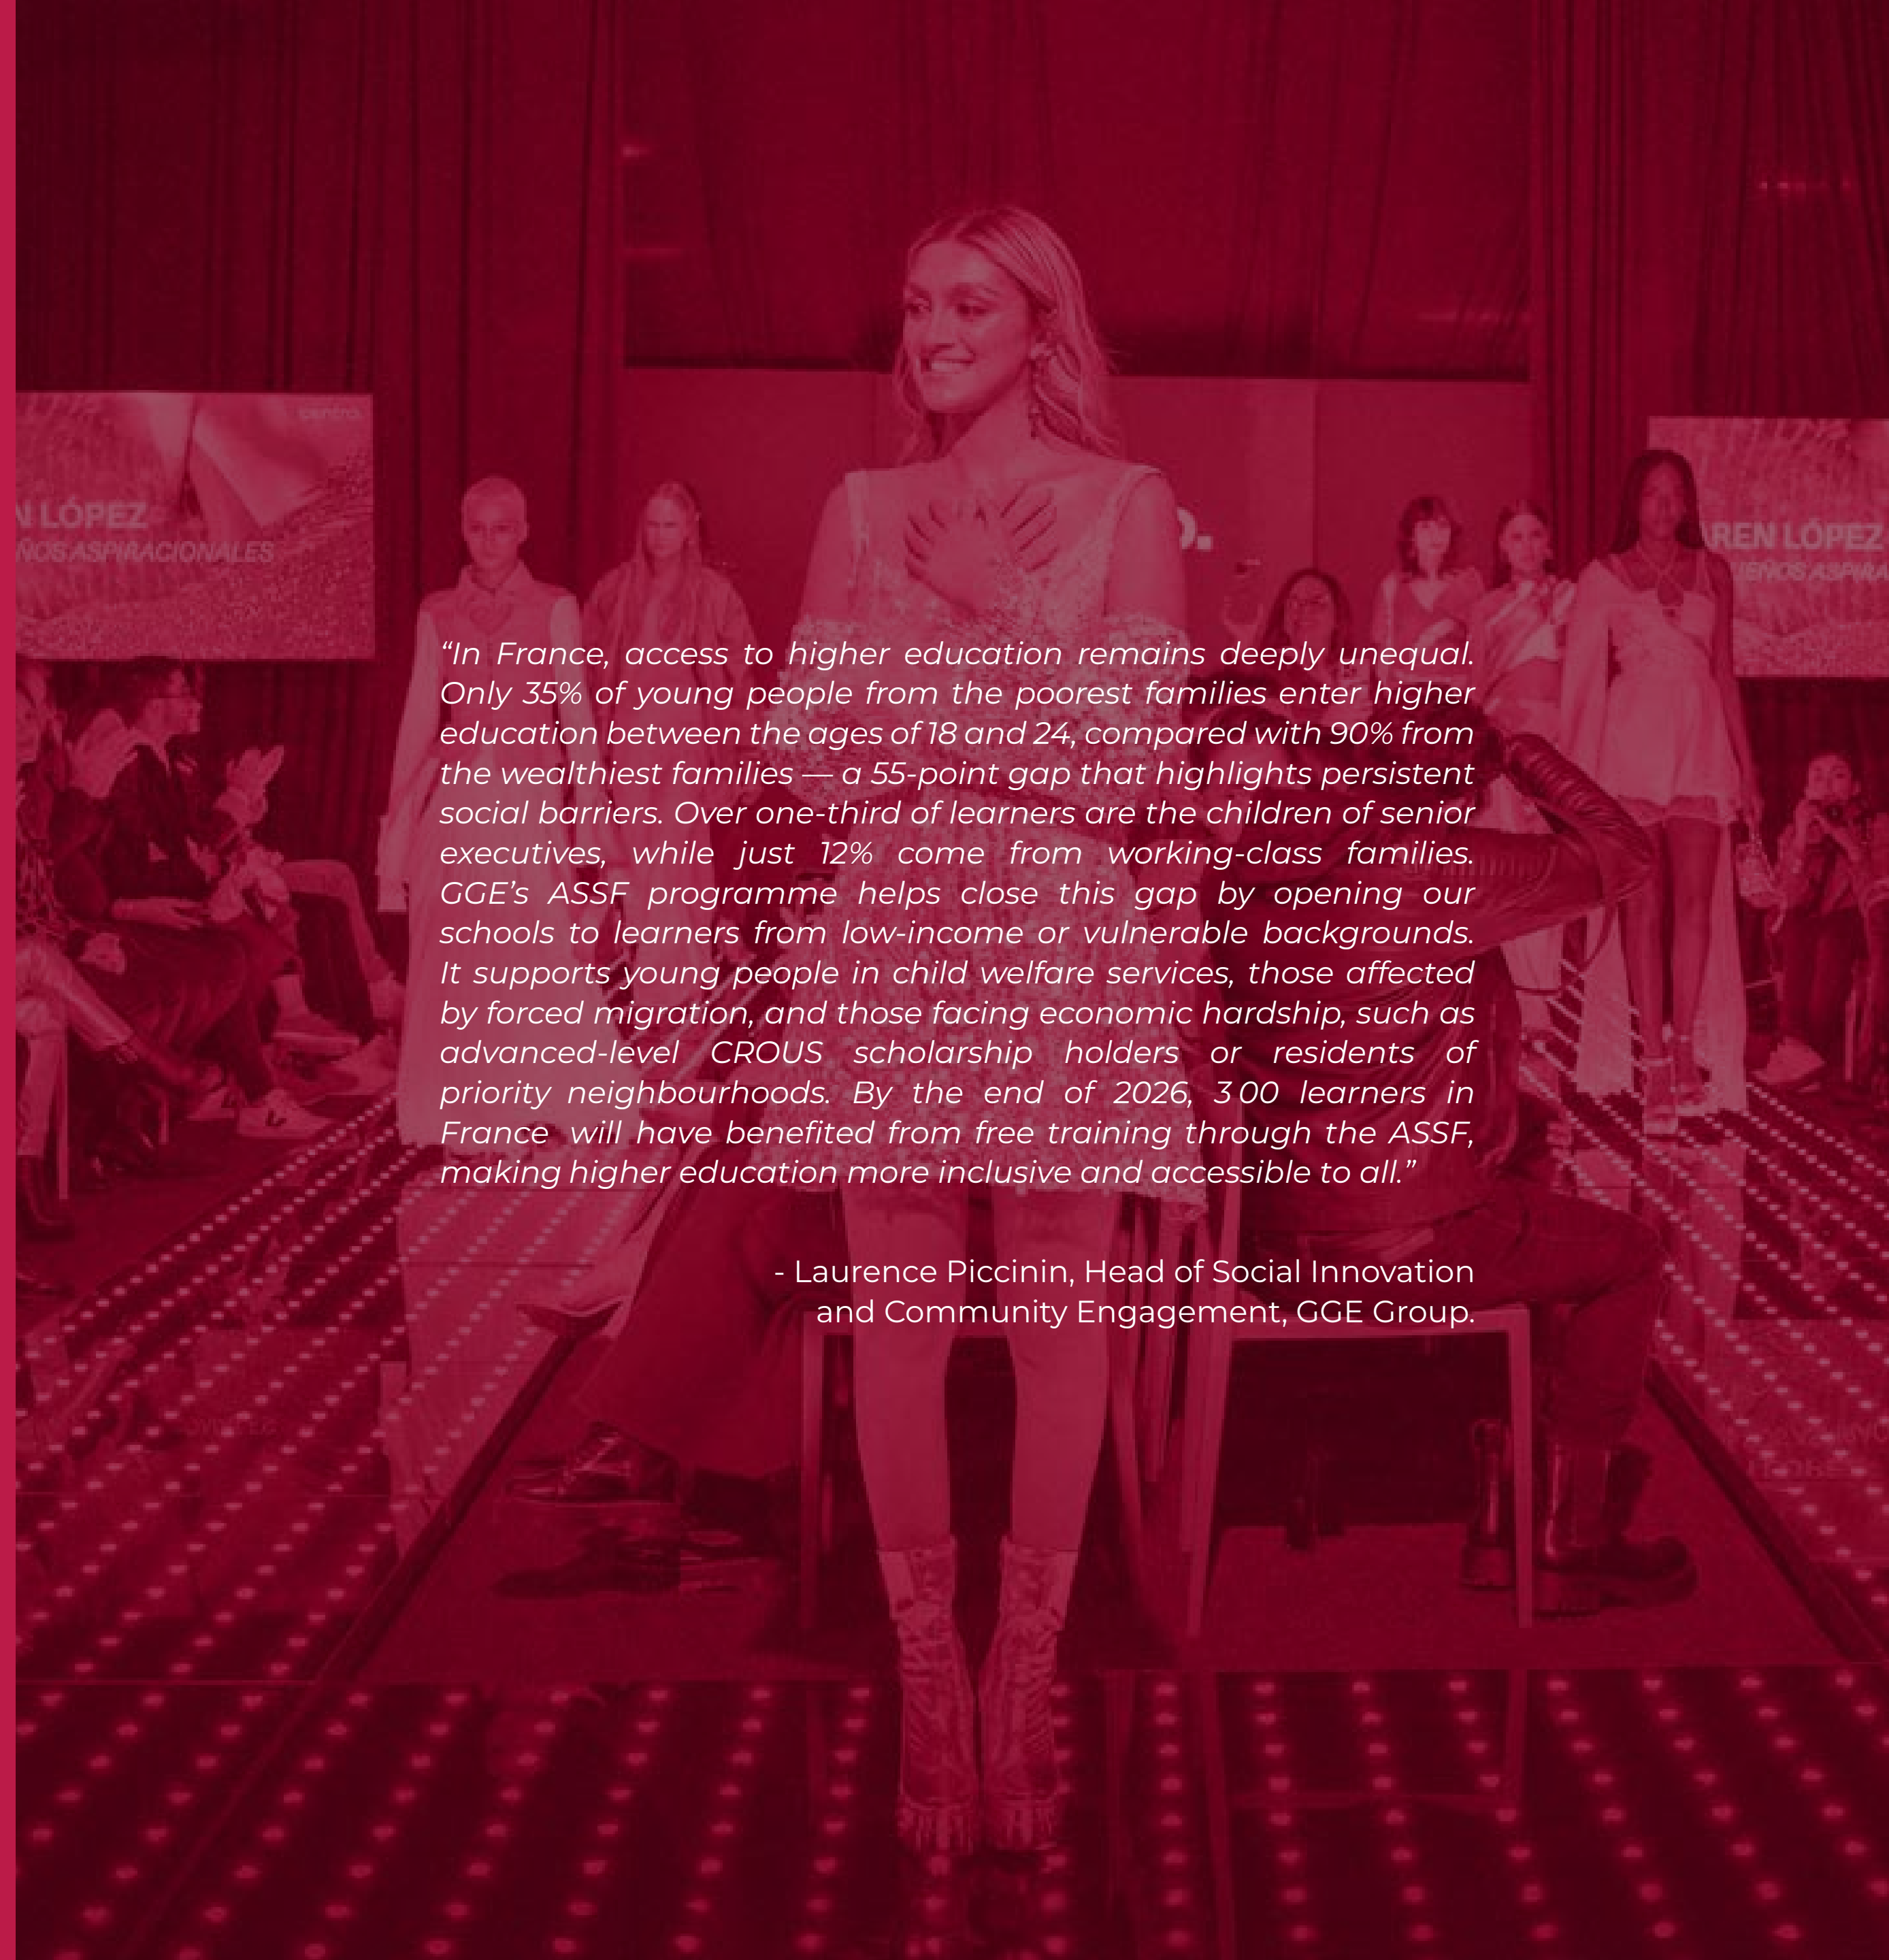 N LÓPEZ
ÑOS ASPIRACIONALES
AREN LÓPEZ
UEÑOS ASPIRA
“In France, access to higher education remains deeply unequal.
Only 35% of young people from the poorest families enter higher
education between the ages of 18 and 24, compared with 90% from
the wealthiest families — a 55-point gap that highlights persistent
social barriers. Over one-third of learners are the children of senior
executives, while just 12% come from working-class families.
GGE’s ASSF programme helps close this gap by opening our
schools to learners from low-income or vulnerable backgrounds.
It supports young people in child welfare services, those affected
by forced migration, and those facing economic hardship, such as
advanced-level CROUS scholarship holders or residents of
priority neighbourhoods. By the end of 2026, 3 00 learners in
France will have benefited from free training through the ASSF,
making higher education more inclusive and accessible to all.”
- Laurence Piccinin, Head of Social Innovation
and Community Engagement, GGE Group.